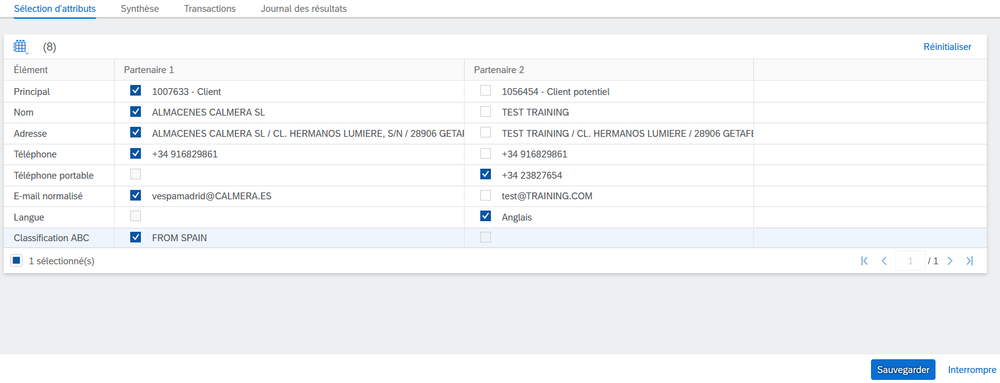 Sélection d'attributs Synthèse Transactions Journal des résultats
(8) Réinitialiser
Élément Partenaire 1 Partenaire 2
Principal 1007633 - Client 1056454 - Client potentiel
Nom ALMACENES CALMERA SL TEST TRAINING
Adresse ALMACENES CALMERA SL / CL. HERMANOS LUMIERE, S/N / 28906 GETAF TEST TRAINING / CL. HERMANOS LUMIERE / 28906 GETAFE
Téléphone +34 916829861 +34 916829861
Téléphone portable +34 23827654
E-mail normalisé vespamadrid@CALMERA.ES test@TRAINING.COM
Langue Anglais
Classification ABC FROM SPAIN
1 sélectionné(s) 1 / 1
Sauvegarder Interrompre